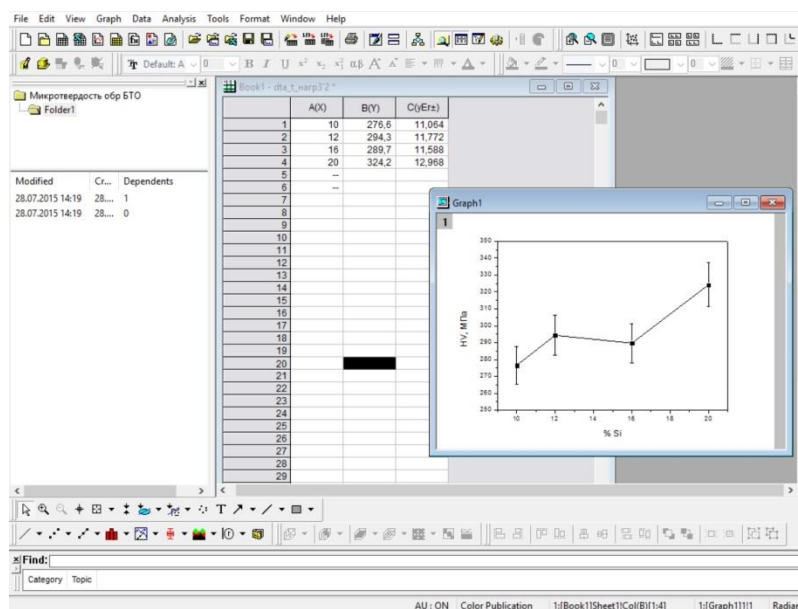 File Edit View Graph Data Analysis Tools Format Window Help
Default: A 0 B I U αβ 0 0
Микротвердость обр БТО
Folder1
Modified Cr... Dependents
28.07.2015 14:19 28.... 1
28.07.2015 14:19 28.... 0
Book1 - dta_t_нагр3'2 *
A(X) B(Y) C(yEr±)
1 10 276,6 11,064
2 12 294,3 11,772
3 16 289,7 11,588
4 20 324,2 12,968
5 --
6 --
7
8
9
10
11
12
13
14
15
16
17
18
19
20
21
22
23
24
25
26
27
28
29
Graph1
1
350
340
320
310
300
280
270
260
250
HV, МПа
10 12 14 16 18 20
% Si
Find:
Category Topic
AU : ON Color Publication 1:[Book1]Sheet1!Col(B)[1:4] 1:[Graph1]1!1 Radian